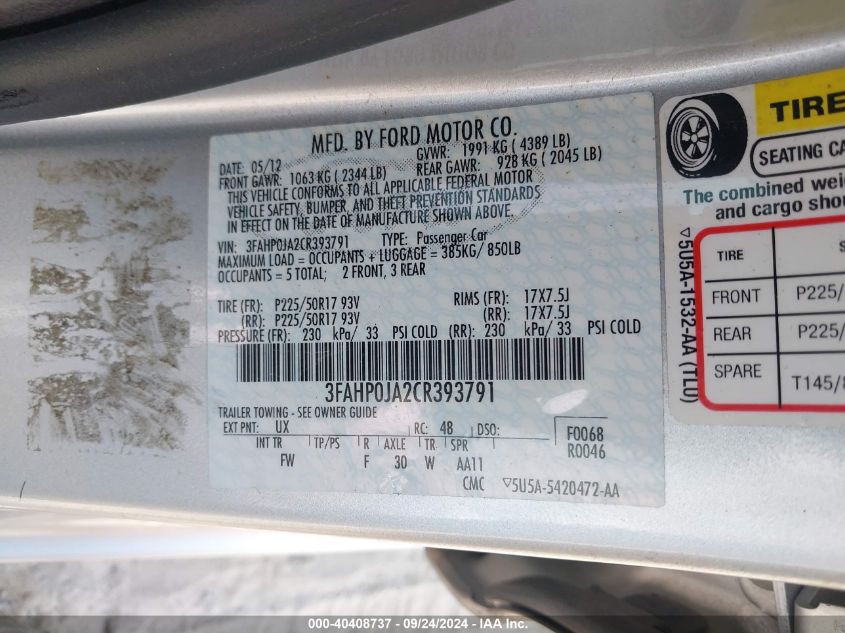 MFD. BY FORD MOTOR CO.
DATE: 05/12 GVWR: 1991 KG ( 4389 LB)
FRONT GAWR: 1063 KG ( 2344 LB) REAR GAWR: 928 KG ( 2045 LB)
THIS VEHICLE CONFORMS TO ALL APPLICABLE FEDERAL MOTOR
VEHICLE SAFETY, BUMPER, AND THEFT PREVENTION STANDARDS
IN EFFECT ON THE DATE OF MANUFACTURE SHOWN ABOVE.
VIN: 3FAHP0JA2CR393791 TYPE: Passenger Car
MAXIMUM LOAD = OCCUPANTS + LUGGAGE = 385KG/ 850LB
OCCUPANTS = 5 TOTAL; 2 FRONT, 3 REAR
TIRE (FR): P225/50R17 93V RIMS (FR): 17X7.5J
(RR): P225/50R17 93V (RR): 17X7.5J
PRESSURE (FR): 230 kPa/ 33 PSI COLD (RR): 230 kPa/ 33 PSI COLD
3FAHP0JA2CR393791
TRAILER TOWING - SEE OWNER GUIDE
EXT PNT: UX RC: 48 DSO: F0068
R0046
INT TR TP/PS R AXLE TR SPR
FW F 30 W AA11
CMC ▽5U5A-5420472-AA
TIRE
SEATING CA
The combined wei
and cargo shou
▽5U5A-1532-AA (TLU)
TIRE S
FRONT P225/
REAR P225/
SPARE T145/8
000-40408737 - 09/24/2024 - IAA Inc.